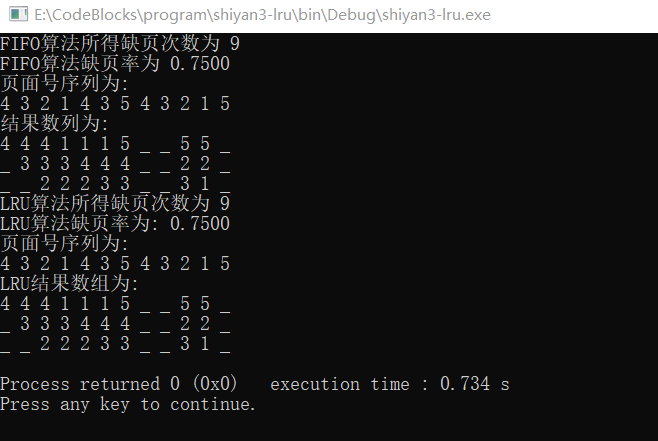 E:\CodeBlocks\program\shiyan3-lru\bin\Debug\shiyan3-lru.exe
FIFO算法所得缺页次数为 9
FIFO算法缺页率为 0.7500
页面号序列为:
4 3 2 1 4 3 5 4 3 2 1 5
结果数列为:
4 4 4 1 1 1 5 _ _ 5 5 _
_ 3 3 3 4 4 4 _ _ 2 2 _
_ _ 2 2 2 3 3 _ _ 3 1 _
LRU算法所得缺页次数为 9
LRU算法缺页率为: 0.7500
页面号序列为:
4 3 2 1 4 3 5 4 3 2 1 5
LRU结果数组为:
4 4 4 1 1 1 5 _ _ 5 5 _
_ 3 3 3 4 4 4 _ _ 2 2 _
_ _ 2 2 2 3 3 _ _ 3 1 _
Process returned 0 (0x0)   execution time : 0.734 s
Press any key to continue.